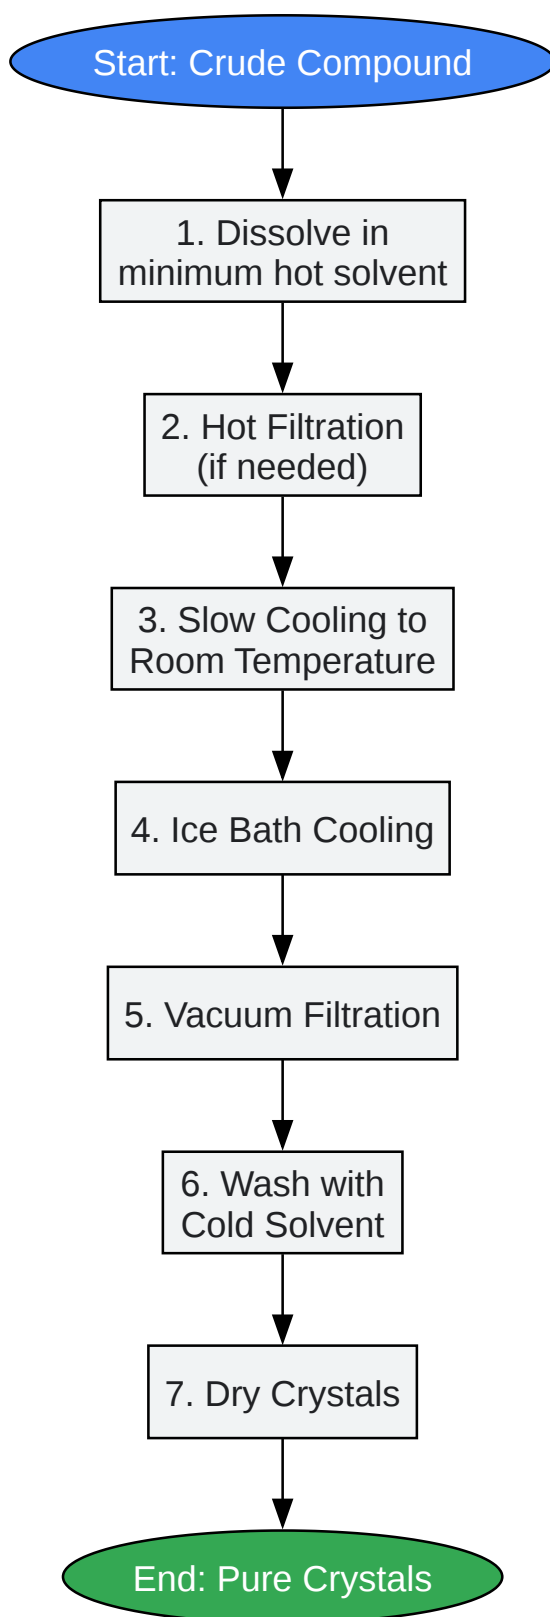 Start: Crude Compound
1. Dissolve in
minimum hot solvent
2. Hot Filtration
(if needed)
3. Slow Cooling to
Room Temperature
4. Ice Bath Cooling
5. Vacuum Filtration
6. Wash with
Cold Solvent
7. Dry Crystals
End: Pure Crystals